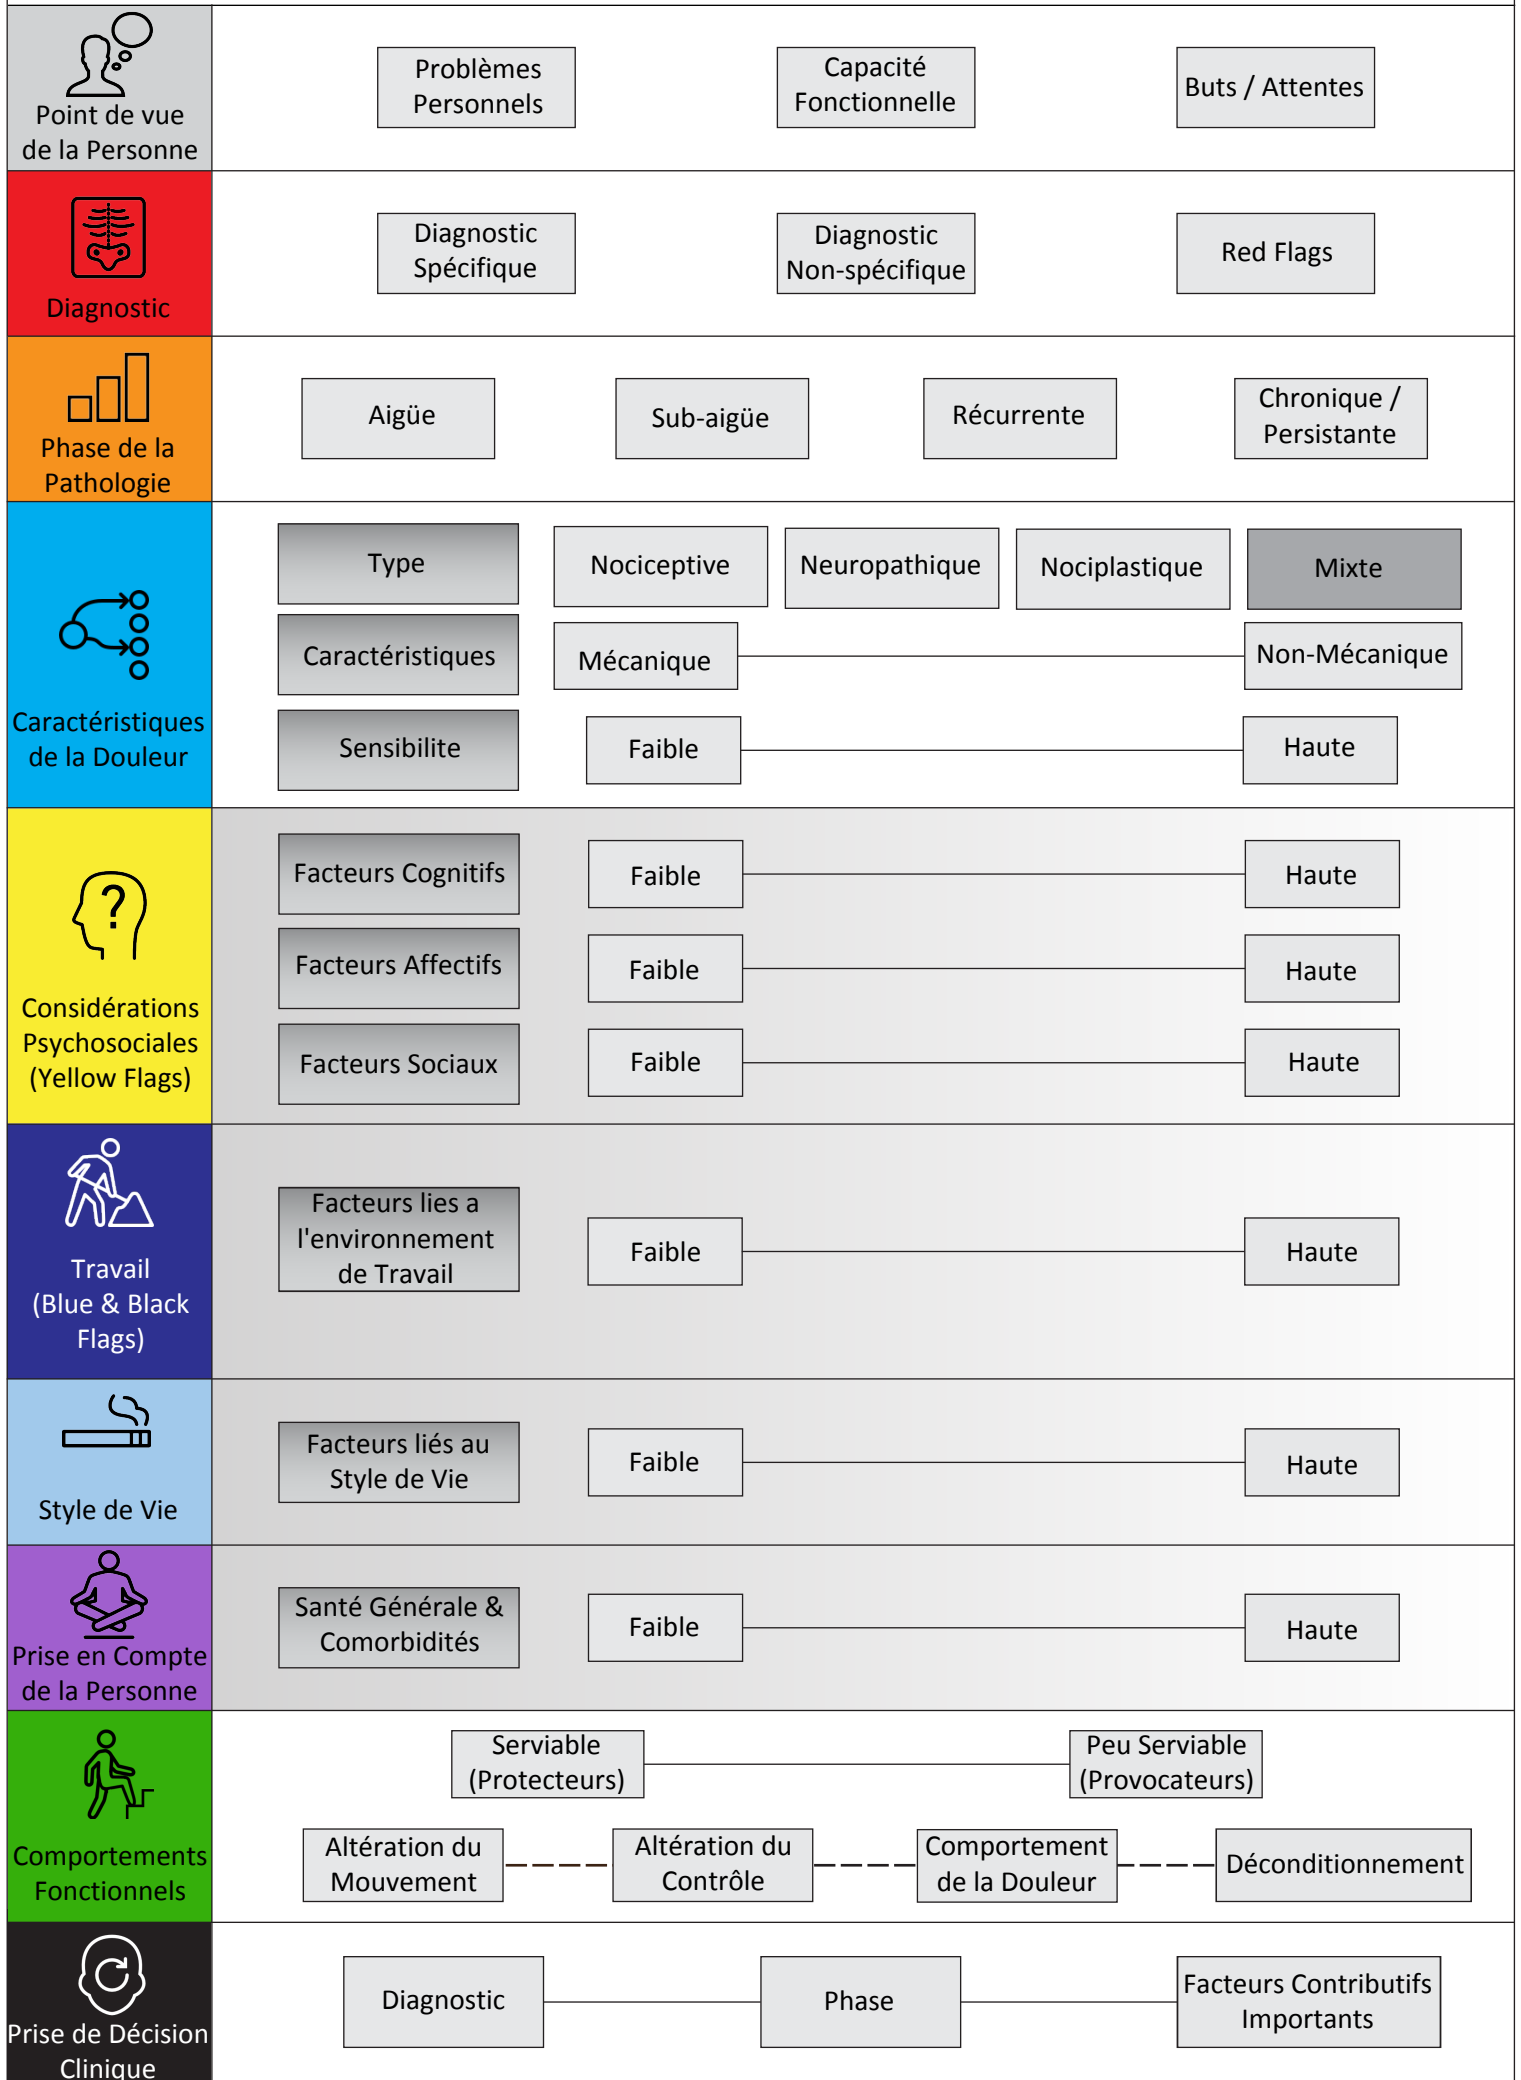 Point de vue
de la Personne
Problèmes
Personnels
Capacité
Fonctionnelle
Buts / Attentes
Diagnostic
Diagnostic
Spécifique
Diagnostic
Non-spécifique
Red Flags
Phase de la
Pathologie
Aigüe
Sub-aigüe
Récurrente
Chronique /
Persistante
Caractéristiques
de la Douleur
Type
Nociceptive
Neuropathique
Nociplastique
Mixte
Caractéristiques
Mécanique
Non-Mécanique
Sensibilite
Faible
Haute
Considérations
Psychosociales
(Yellow Flags)
?
Facteurs Cognitifs
Faible
Haute
Facteurs Affectifs
Faible
Haute
Facteurs Sociaux
Faible
Haute
Travail
(Blue & Black
Flags)
Facteurs lies a
l'environnement
de Travail
Faible
Haute
Style de Vie
Facteurs liés au
Style de Vie
Faible
Haute
Prise en Compte
de la Personne
Santé Générale &
Comorbidités
Faible
Haute
Comportements
Fonctionnels
Serviable
(Protecteurs)
Peu Serviable
(Provocateurs)
Altération du
Mouvement
Altération du
Contrôle
Comportement
de la Douleur
Déconditionnement
Prise de Décision
Clinique
Diagnostic
Phase
Facteurs Contributifs
Importants